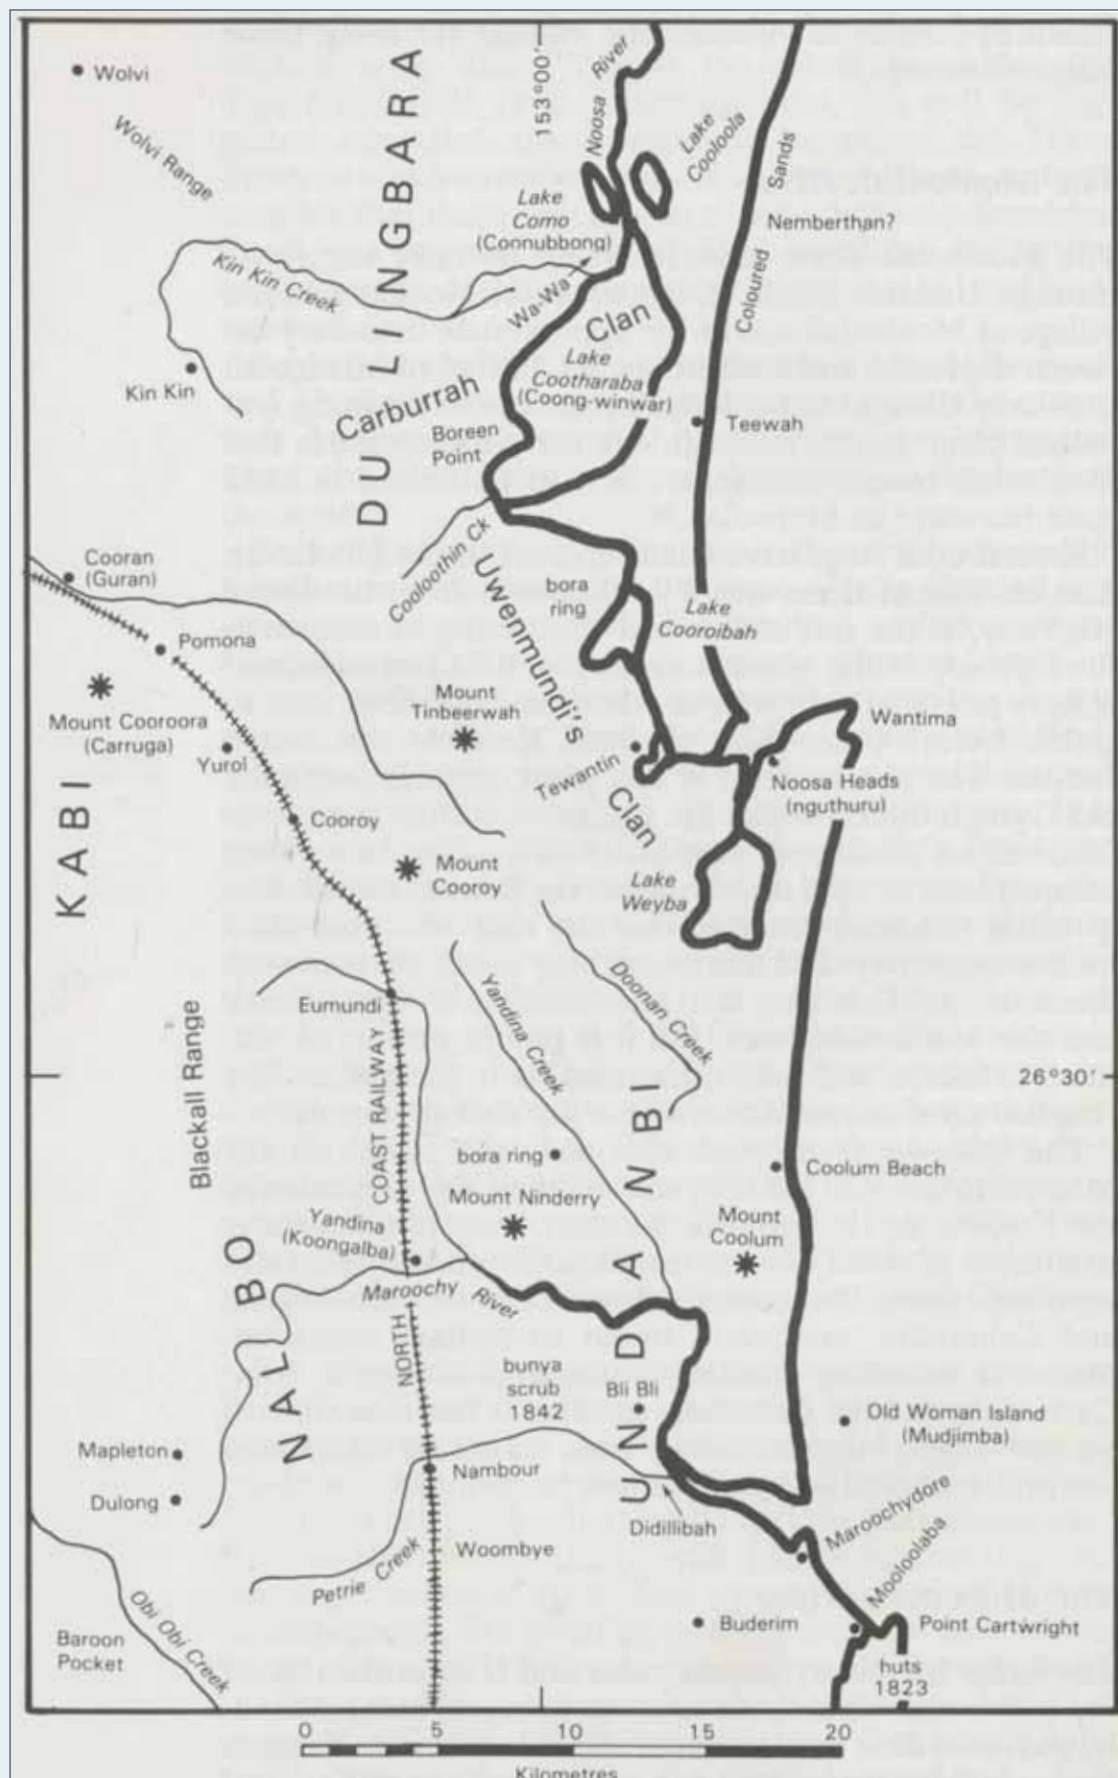 Wolvi
Wolvi Range
DULINGBARA
153°00'
Noosa River
Lake
Cooloola
Coloured Sands
Nemberthan?
Lake
Como
(Connubbong)
Kin Kin Creek
Wa-Wa
Carburrah Clan
Lake
Cootharaba
(Coong-winwar)
Kin Kin
Boreen
Point
Teewah
Cooloothin Ck
Cooran
(Guran)
Uwenmundi's Clan
bora
ring
Lake
Cooroibah
Pomona
Mount Cooroora
(Carruga)
Mount
Tinbeerwah
Wantima
Yurol
Tewantin
Noosa Heads
(nguthuru)
KABI
Cooroy
Mount
Cooroy
Lake
Weyba
Eumundi
Yandina Creek
Doonan Creek
Blackall Range
26°30'
NORTH COAST RAILWAY
UNDANBI
bora ring
Coolum Beach
Mount Ninderry
Mount
Coolum
Yandina
(Koongalba)
NALBO
Maroochy River
bunya
scrub
1842
Bli Bli
Old Woman Island
(Mudjimba)
Mapleton
Nambour
Dulong
Didillibah
Maroochydore
Woombye
Petrie Creek
Mooloolaba
Obi Obi Creek
Baroon
Pocket
Buderim
Point Cartwright
huts
1823
0 5 10 15 20
Kilometres